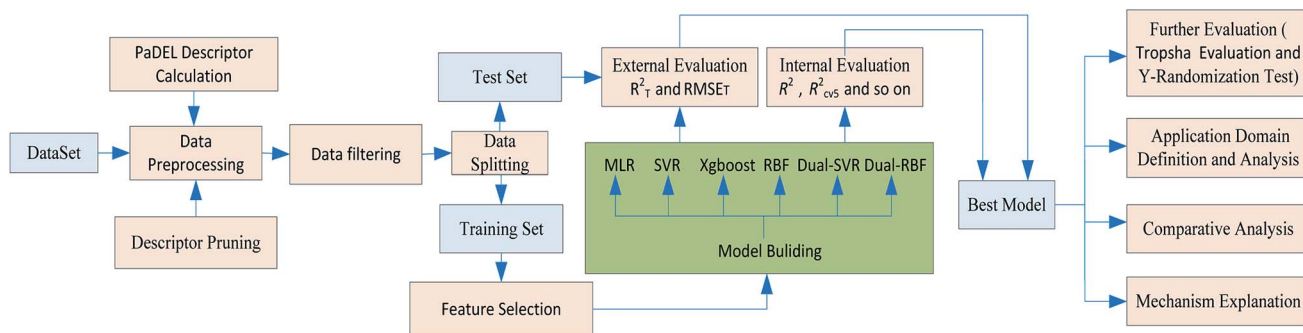 DataSet
PaDEL Descriptor
Calculation
Data
Preprocessing
Descriptor Pruning
Data filtering
Data
Splitting
Test Set
Training Set
Feature Selection
External Evaluation
R²T and RMSET
Internal Evaluation
R² , R²cv5 and so on
MLR SVR Xgboost RBF Dual-SVR Dual-RBF
Model Buliding
Best Model
Further Evaluation (
Tropsha Evaluation and
Y-Randomization Test)
Application Domain
Definition and Analysis
Comparative Analysis
Mechanism Explanation